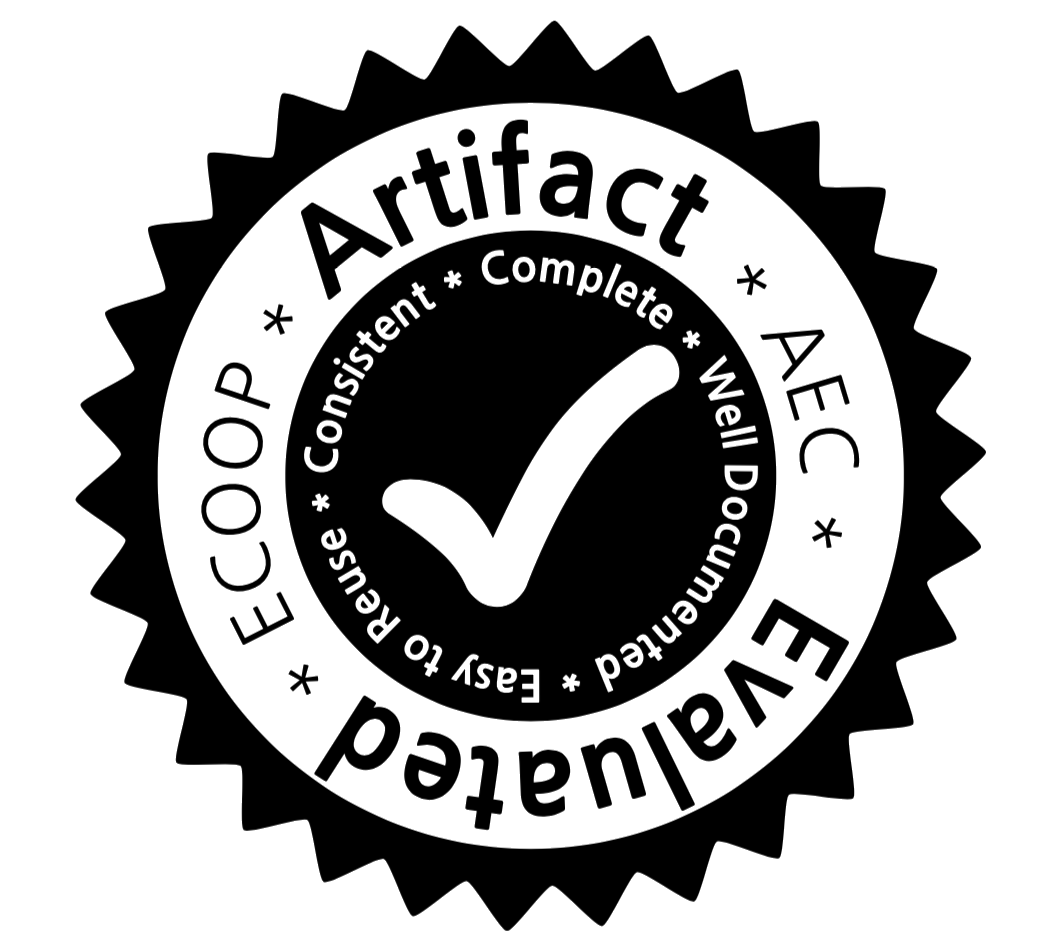 Artifact * AEC * Evaluated * ECOOP *
Consistent * Complete * Well Documented * Easy to Reuse *